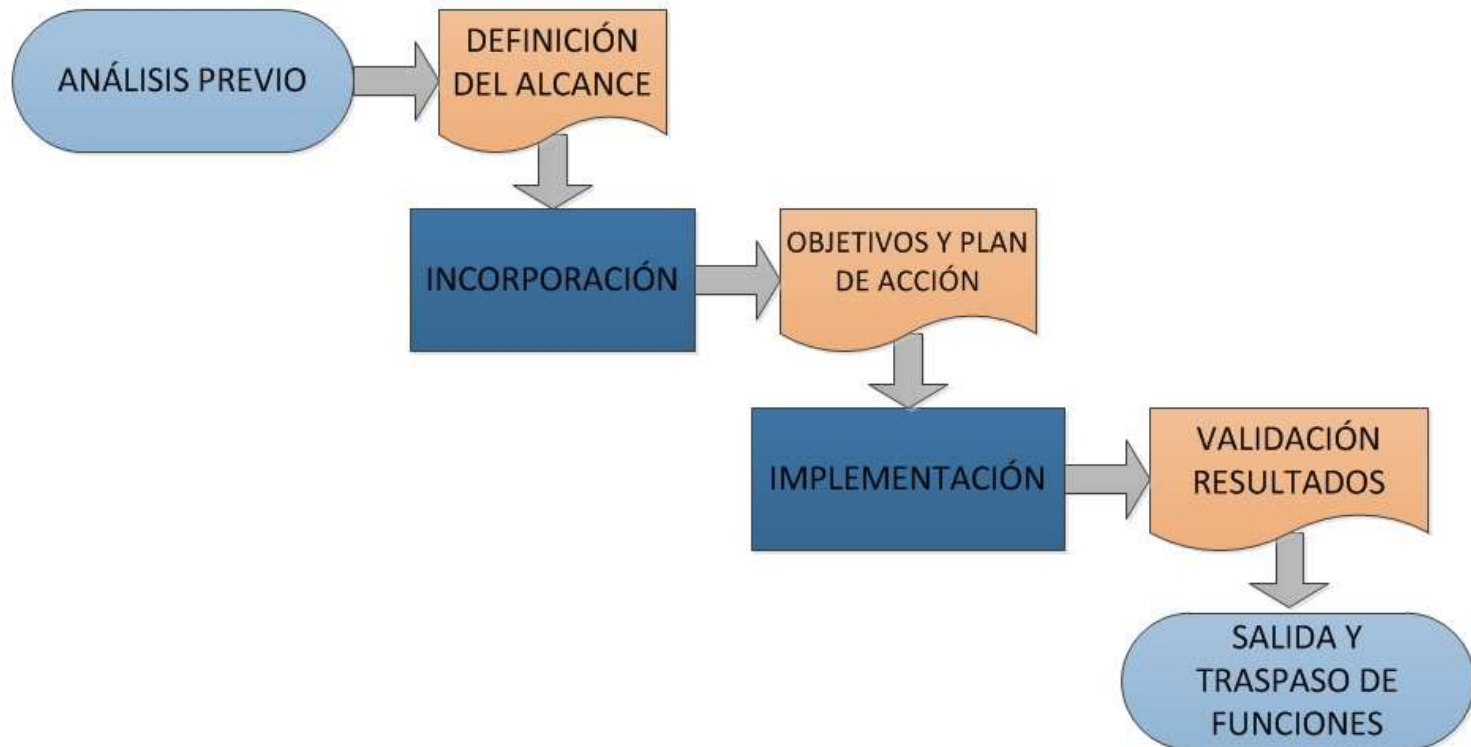 ANÁLISIS PREVIO
DEFINICIÓN
DEL ALCANCE
INCORPORACIÓN
OBJETIVOS Y PLAN
DE ACCIÓN
IMPLEMENTACIÓN
VALIDACIÓN
RESULTADOS
SALIDA Y
TRASPASO DE
FUNCIONES